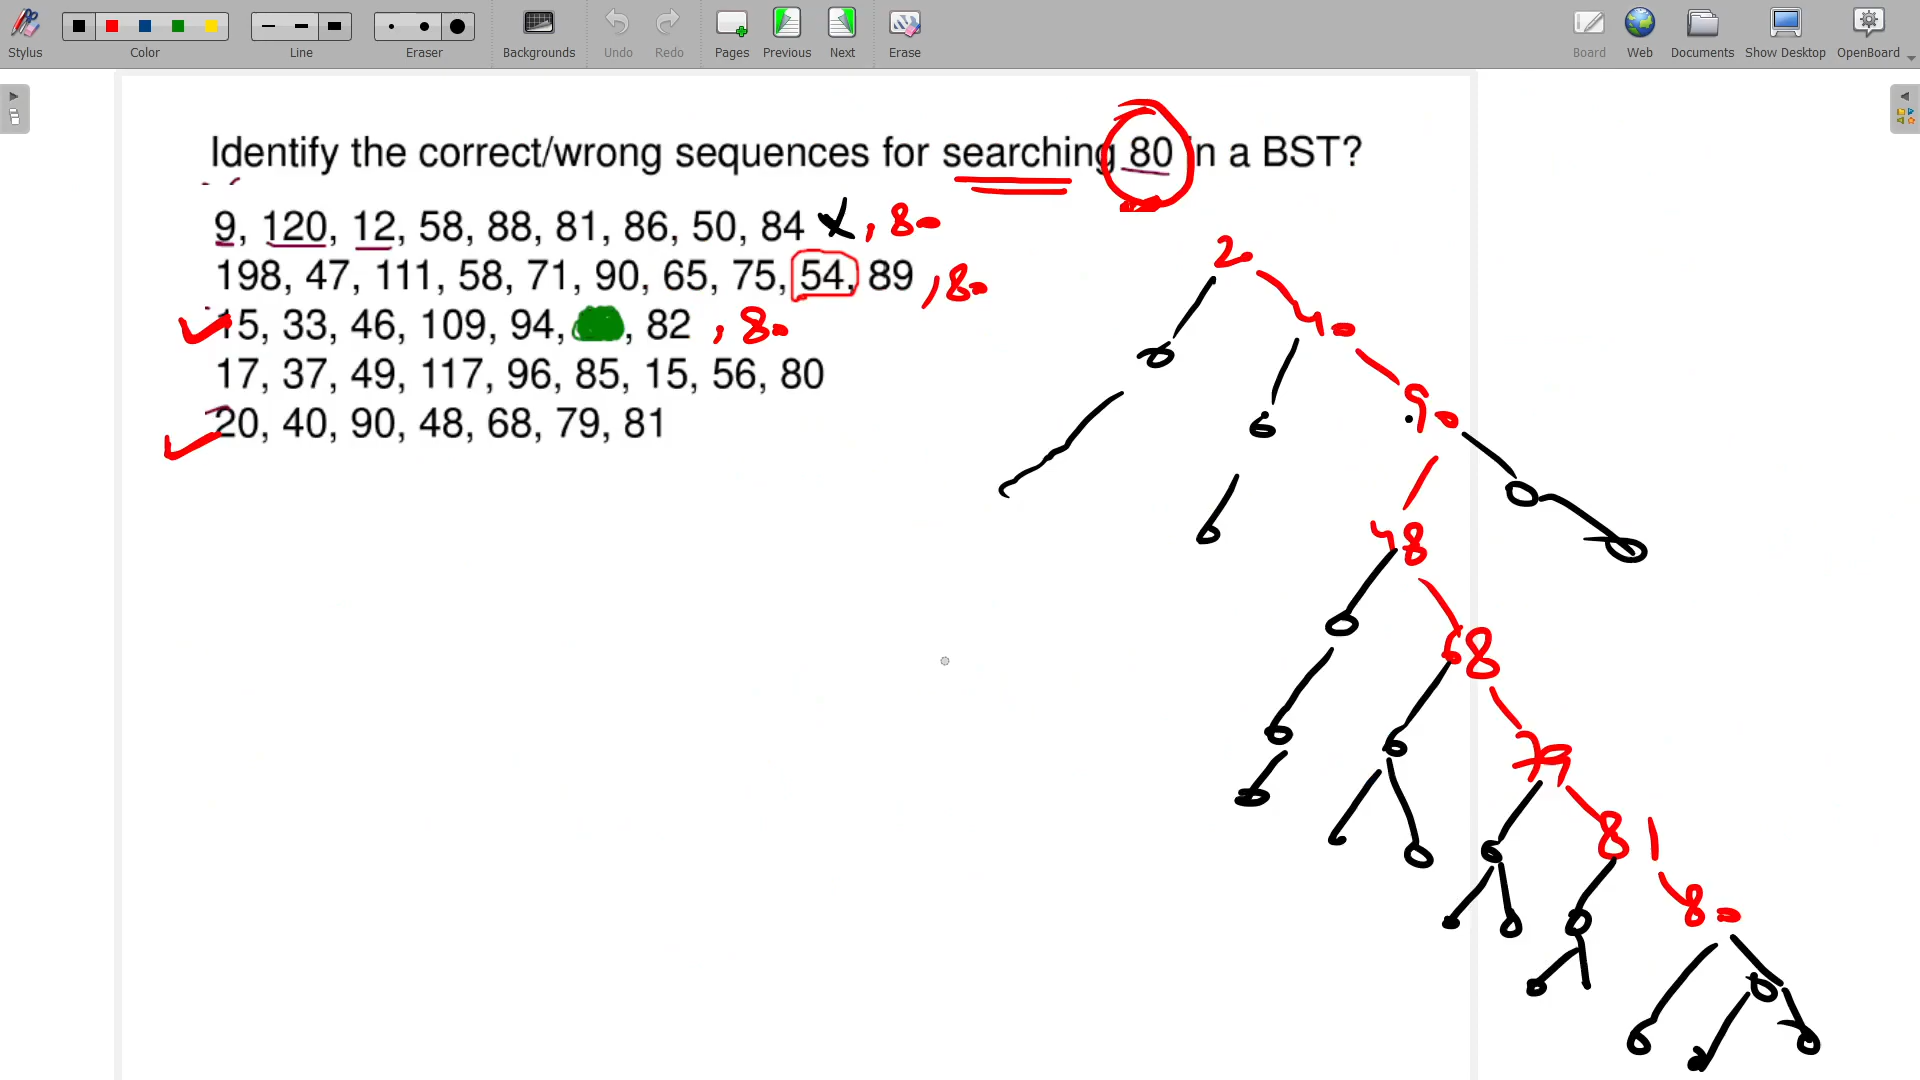 Stylus
Color
Line
Eraser
Backgrounds
Undo
Redo
Pages
Previous
Next
Erase
Board
Web
Documents
Show Desktop
OpenBoard
Identify the correct/wrong sequences for searching 80 in a BST?
9, 120, 12, 58, 88, 81, 86, 50, 84 x , 80
198, 47, 111, 58, 71, 90, 65, 75, 54, 89 , 80
15, 33, 46, 109, 94, , 82 , 80
17, 37, 49, 117, 96, 85, 15, 56, 80
20, 40, 90, 48, 68, 79, 81
20
40
90
48
68
79
81
80